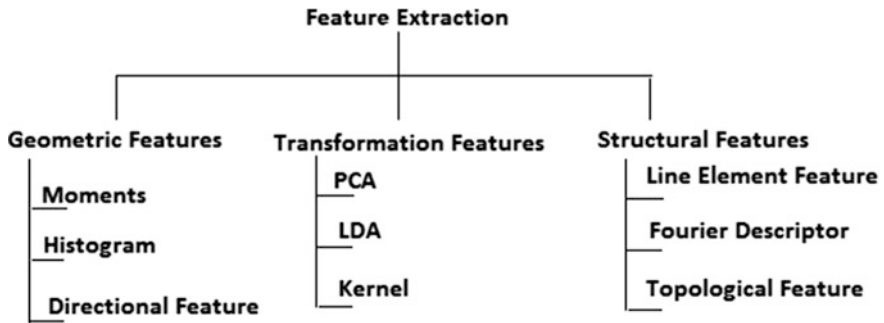 Feature Extraction
Geometric Features
Moments
Histogram
Directional Feature
Transformation Features
PCA
LDA
Kernel
Structural Features
Line Element Feature
Fourier Descriptor
Topological Feature